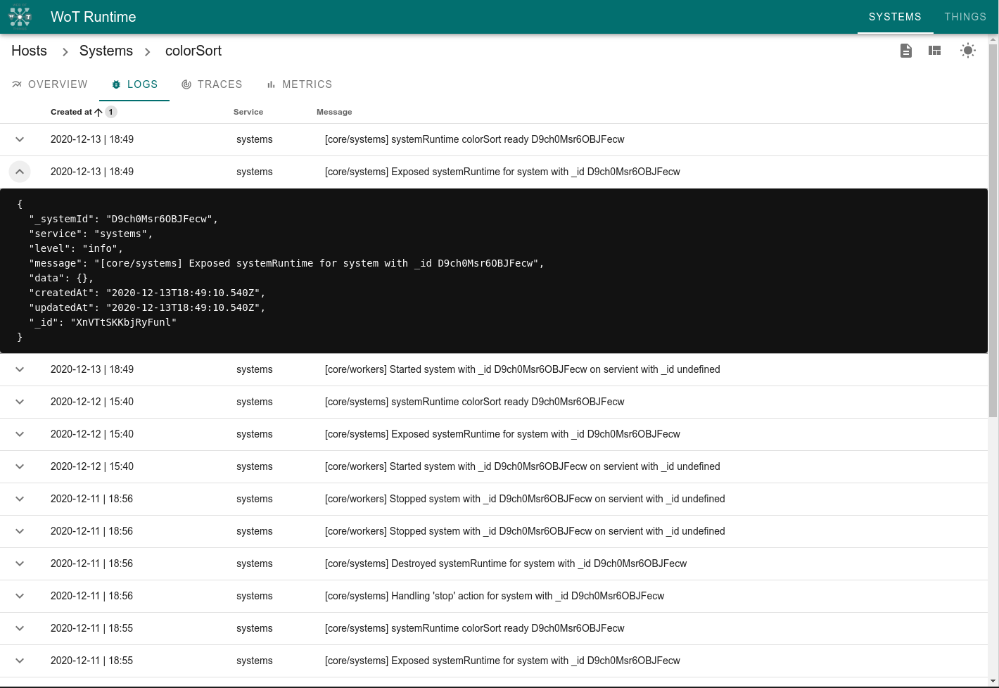 WoT Runtime
SYSTEMS
THINGS
Hosts
Systems
colorSort
OVERVIEW
LOGS
TRACES
METRICS
Created at 1 Service Message
2020-12-13 | 18:49 systems [core/systems] systemRuntime colorSort ready D9ch0Msr6OBJFecw
2020-12-13 | 18:49 systems [core/systems] Exposed systemRuntime for system with _id D9ch0Msr6OBJFecw
{
"_systemId": "D9ch0Msr6OBJFecw",
"service": "systems",
"level": "info",
"message": "[core/systems] Exposed systemRuntime for system with _id D9ch0Msr6OBJFecw",
"data": {},
"createdAt": "2020-12-13T18:49:10.540Z",
"updatedAt": "2020-12-13T18:49:10.540Z",
"_id": "XnVTtSKKbjRyFunl"
}
2020-12-13 | 18:49 systems [core/workers] Started system with _id D9ch0Msr6OBJFecw on servient with _id undefined
2020-12-12 | 15:40 systems [core/systems] systemRuntime colorSort ready D9ch0Msr6OBJFecw
2020-12-12 | 15:40 systems [core/systems] Exposed systemRuntime for system with _id D9ch0Msr6OBJFecw
2020-12-12 | 15:40 systems [core/workers] Started system with _id D9ch0Msr6OBJFecw on servient with _id undefined
2020-12-11 | 18:56 systems [core/workers] Stopped system with _id D9ch0Msr6OBJFecw on servient with _id undefined
2020-12-11 | 18:56 systems [core/workers] Stopped system with _id D9ch0Msr6OBJFecw on servient with _id undefined
2020-12-11 | 18:56 systems [core/systems] Destroyed systemRuntime for system with _id D9ch0Msr6OBJFecw
2020-12-11 | 18:56 systems [core/systems] Handling 'stop' action for system with _id D9ch0Msr6OBJFecw
2020-12-11 | 18:55 systems [core/systems] systemRuntime colorSort ready D9ch0Msr6OBJFecw
2020-12-11 | 18:55 systems [core/systems] Exposed systemRuntime for system with _id D9ch0Msr6OBJFecw